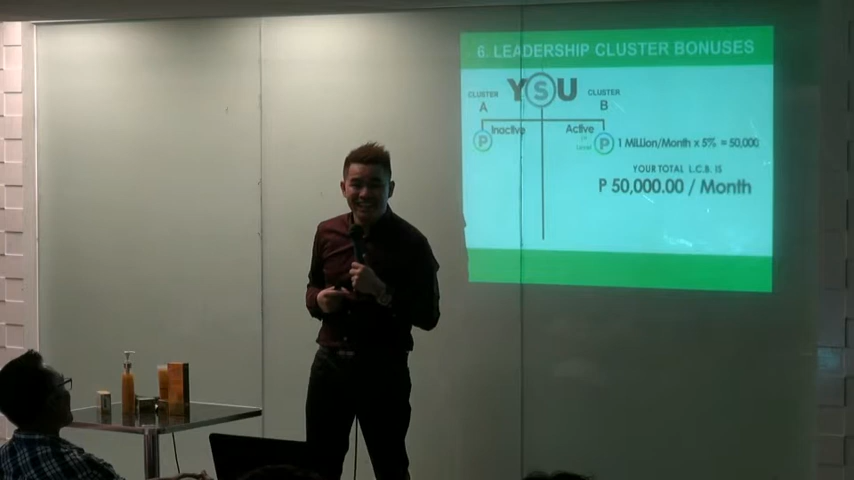 6. LEADERSHIP CLUSTER BONUSES
YSU
CLUSTER A
CLUSTER B
P Inactive
Active
Level
P 1 Million/Month x 5% = 50,000
YOUR TOTAL L.C.B. IS
P 50,000.00 / Month